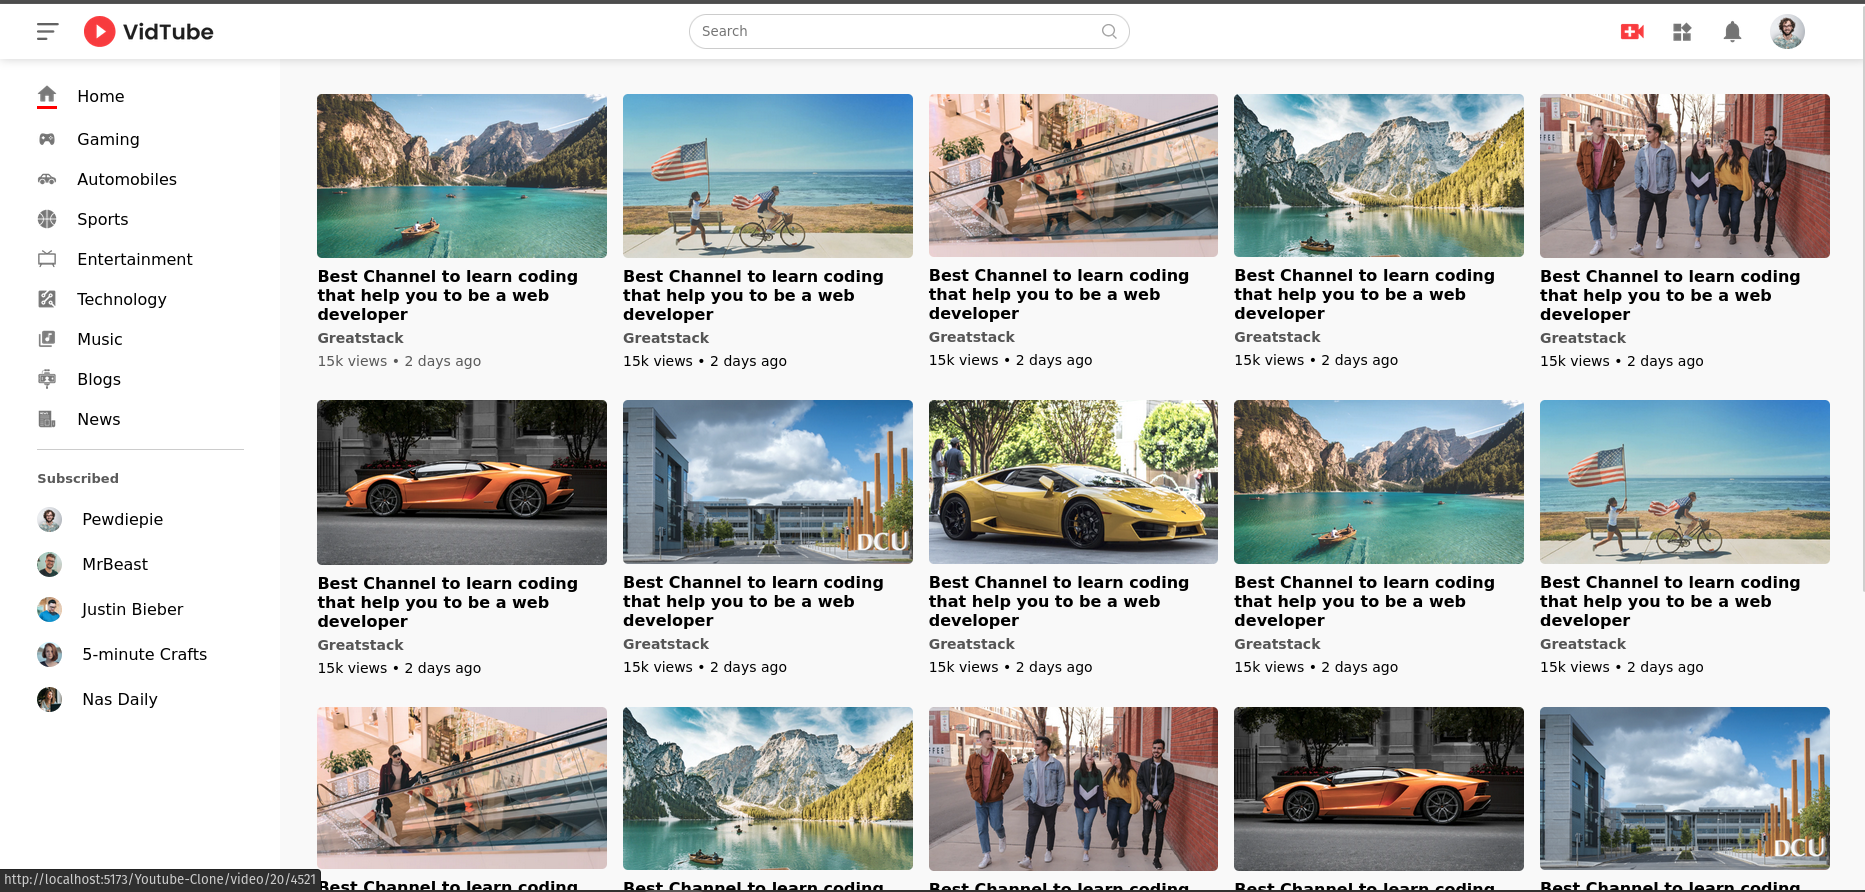 VidTube
Search
Home
Gaming
Automobiles
Sports
Entertainment
Technology
Music
Blogs
News
Subscribed
Pewdiepie
MrBeast
Justin Bieber
5-minute Crafts
Nas Daily
Best Channel to learn coding
that help you to be a web
developer
Greatstack
15k views • 2 days ago
Best Channel to learn coding
that help you to be a web
developer
Greatstack
15k views • 2 days ago
Best Channel to learn coding
that help you to be a web
developer
Greatstack
15k views • 2 days ago
Best Channel to learn coding
that help you to be a web
developer
Greatstack
15k views • 2 days ago
FFEE
Best Channel to learn coding
that help you to be a web
developer
Greatstack
15k views • 2 days ago
Best Channel to learn coding
that help you to be a web
developer
Greatstack
15k views • 2 days ago
DCU
Best Channel to learn coding
that help you to be a web
developer
Greatstack
15k views • 2 days ago
Best Channel to learn coding
that help you to be a web
developer
Greatstack
15k views • 2 days ago
Best Channel to learn coding
that help you to be a web
developer
Greatstack
15k views • 2 days ago
Best Channel to learn coding
that help you to be a web
developer
Greatstack
15k views • 2 days ago
Best Channel to learn coding
Best Channel to learn coding
FFEE
Best Channel to learn coding
Best Channel to learn coding
DCU
Best Channel to learn coding
http://localhost:5173/Youtube-Clone/video/20/4521